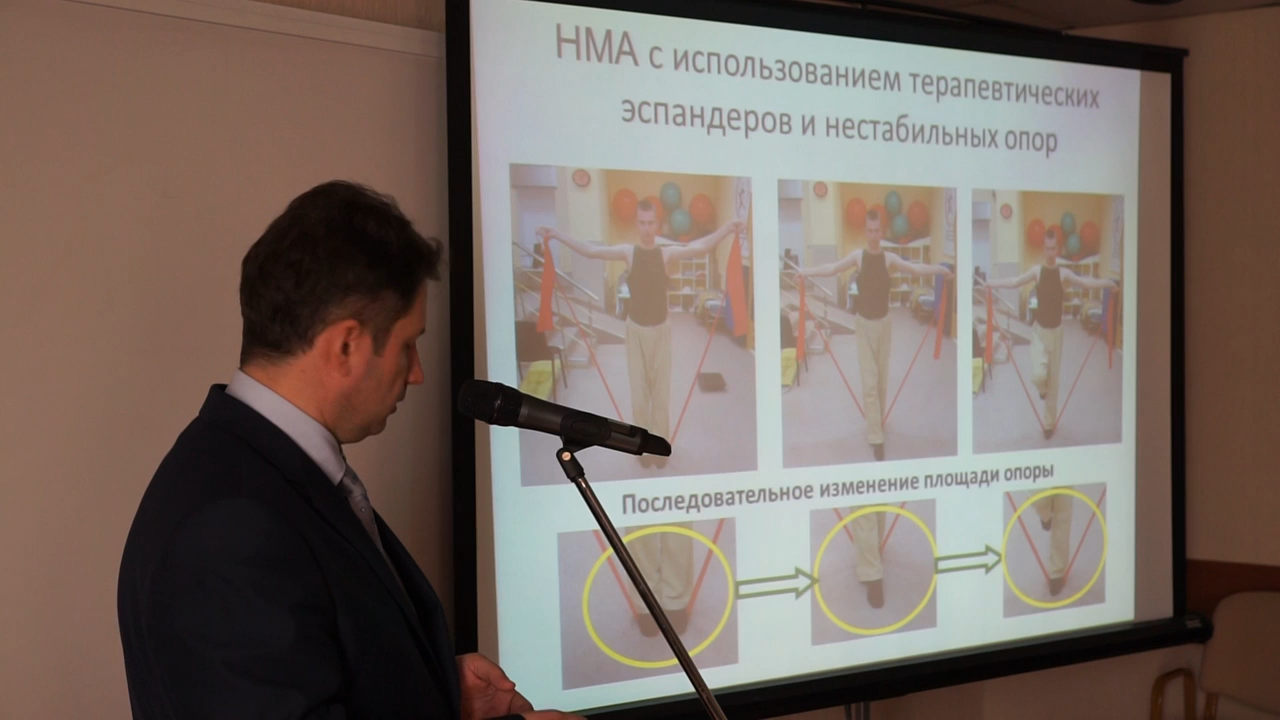 НМА с использованием терапевтических
эспандеров и нестабильных опор
Последовательное изменение площади опоры